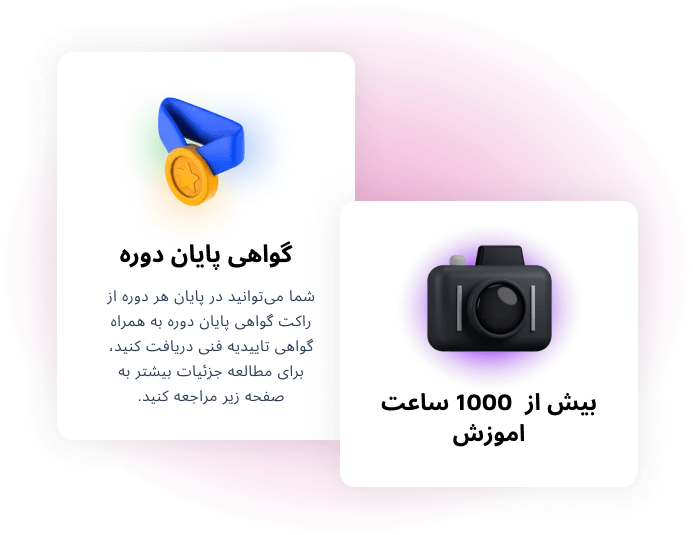 گواهی پایان دوره
شما می‌توانید در پایان هر دوره از
راکت گواهی پایان دوره به همراه
گواهی تاییدیه فنی دریافت کنید،
برای مطالعه جزئیات بیشتر به
صفحه زیر مراجعه کنید.
بیش از 1000 ساعت
اموزش